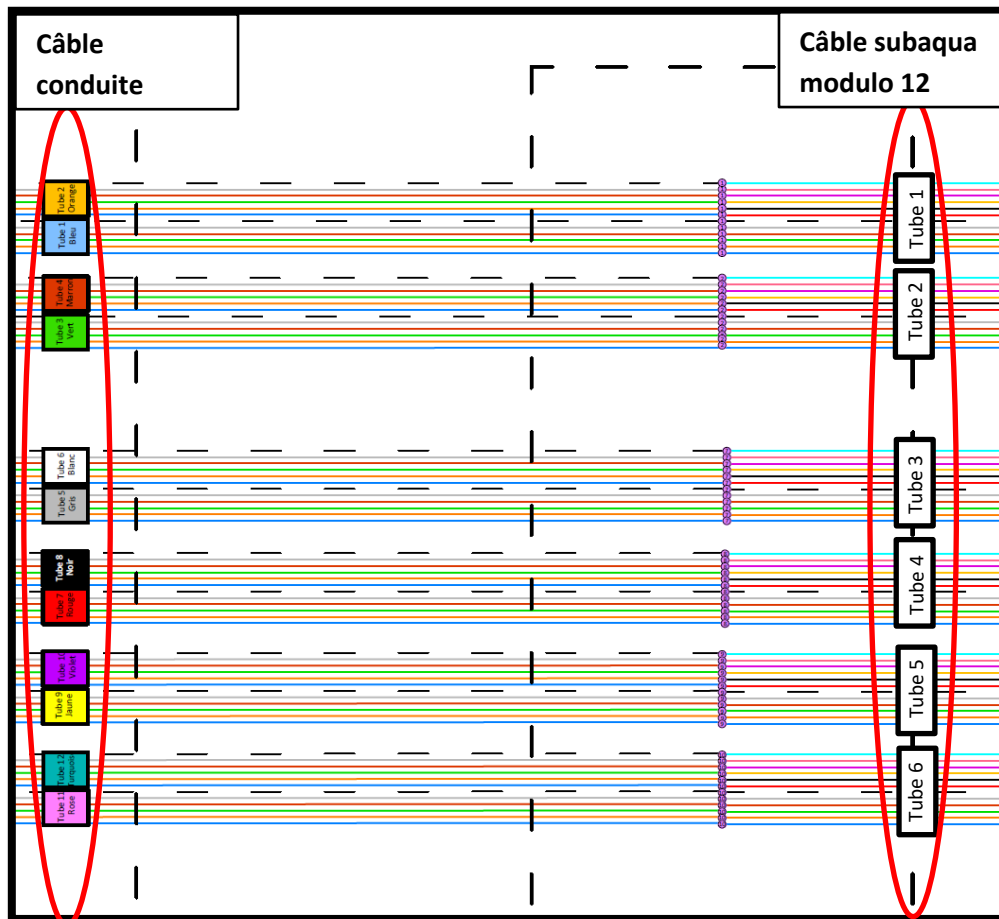 Câble
conduite
Câble subaqua
modulo 12
Tube 2
Orange
Tube 1
Bleu
Tube 4
Marron
Tube 3
Vert
Tube 6
Blanc
Tube 5
Gris
Tube 8
Noir
Tube 7
Rouge
Tube 10
Violet
Tube 9
Jaune
Tube 12
Turquois
Tube 11
Rose
Tube 1
Tube 2
Tube 3
Tube 4
Tube 5
Tube 6